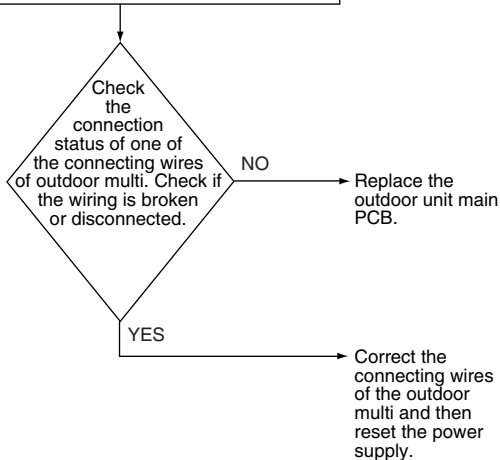 Check
the
connection
status of one of
the connecting wires
of outdoor multi. Check if
the wiring is broken
or disconnected.
NO
Replace the
outdoor unit main
PCB.
YES
Correct the
connecting wires
of the outdoor
multi and then
reset the power
supply.